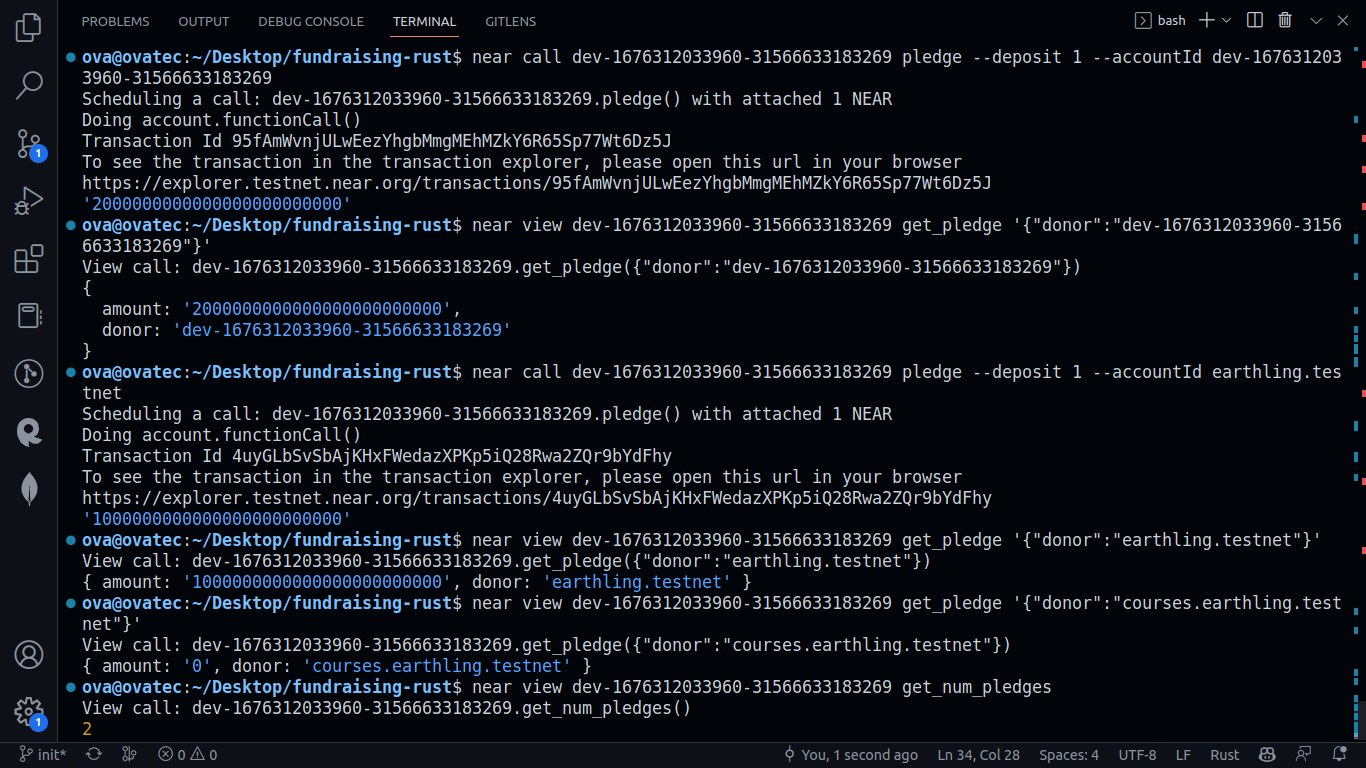 PROBLEMS OUTPUT DEBUG CONSOLE TERMINAL GITLENS bash
ova@ovatec:~/Desktop/fundraising-rust$ near call dev-1676312033960-31566633183269 pledge --deposit 1 --accountId dev-167631203
3960-31566633183269
Scheduling a call: dev-1676312033960-31566633183269.pledge() with attached 1 NEAR
Doing account.functionCall()
Transaction Id 95fAmWvnjULwEezYhgbMmgMEhMZkY6R65Sp77Wt6Dz5J
To see the transaction in the transaction explorer, please open this url in your browser
https://explorer.testnet.near.org/transactions/95fAmWvnjULwEezYhgbMmgMEhMZkY6R65Sp77Wt6Dz5J
'2000000000000000000000000'
ova@ovatec:~/Desktop/fundraising-rust$ near view dev-1676312033960-31566633183269 get_pledge '{"donor":"dev-1676312033960-3156
6633183269"}'
View call: dev-1676312033960-31566633183269.get_pledge({"donor":"dev-1676312033960-31566633183269"})
{
  amount: '2000000000000000000000000',
  donor: 'dev-1676312033960-31566633183269'
}
ova@ovatec:~/Desktop/fundraising-rust$ near call dev-1676312033960-31566633183269 pledge --deposit 1 --accountId earthling.tes
tnet
Scheduling a call: dev-1676312033960-31566633183269.pledge() with attached 1 NEAR
Doing account.functionCall()
Transaction Id 4uyGLbSvSbAjKHxFWedazXPKp5iQ28Rwa2ZQr9bYdFhy
To see the transaction in the transaction explorer, please open this url in your browser
https://explorer.testnet.near.org/transactions/4uyGLbSvSbAjKHxFWedazXPKp5iQ28Rwa2ZQr9bYdFhy
'1000000000000000000000000'
ova@ovatec:~/Desktop/fundraising-rust$ near view dev-1676312033960-31566633183269 get_pledge '{"donor":"earthling.testnet"}'
View call: dev-1676312033960-31566633183269.get_pledge({"donor":"earthling.testnet"})
{ amount: '1000000000000000000000000', donor: 'earthling.testnet' }
ova@ovatec:~/Desktop/fundraising-rust$ near view dev-1676312033960-31566633183269 get_pledge '{"donor":"courses.earthling.test
net"}'
View call: dev-1676312033960-31566633183269.get_pledge({"donor":"courses.earthling.testnet"})
{ amount: '0', donor: 'courses.earthling.testnet' }
ova@ovatec:~/Desktop/fundraising-rust$ near view dev-1676312033960-31566633183269 get_num_pledges
View call: dev-1676312033960-31566633183269.get_num_pledges()
2
1
1
init* 0 0 You, 1 second ago Ln 34, Col 28 Spaces: 4 UTF-8 LF Rust